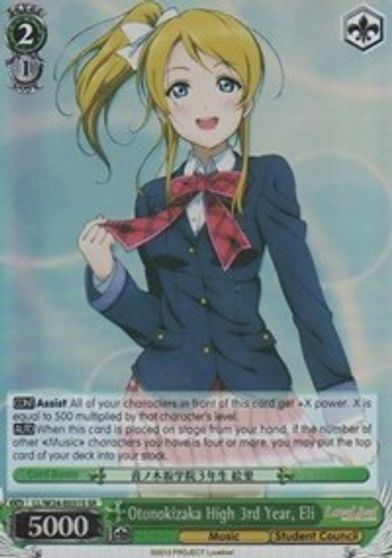 2
1
CONT Assist All of your characters in front of this card get +X power. X is
equal to 500 multiplied by that character's level.
AUTO When this card is placed on stage from your hand, if the number of
other «Music» characters you have is four or more, you may put the top
card of your deck into your stock.
Card Name
音ノ木坂学院3年生 絵里
5000
Otonokizaka High 3rd Year, Eli
Love Live!
Music
Student Council
©2013 PROJECT Lovelive!